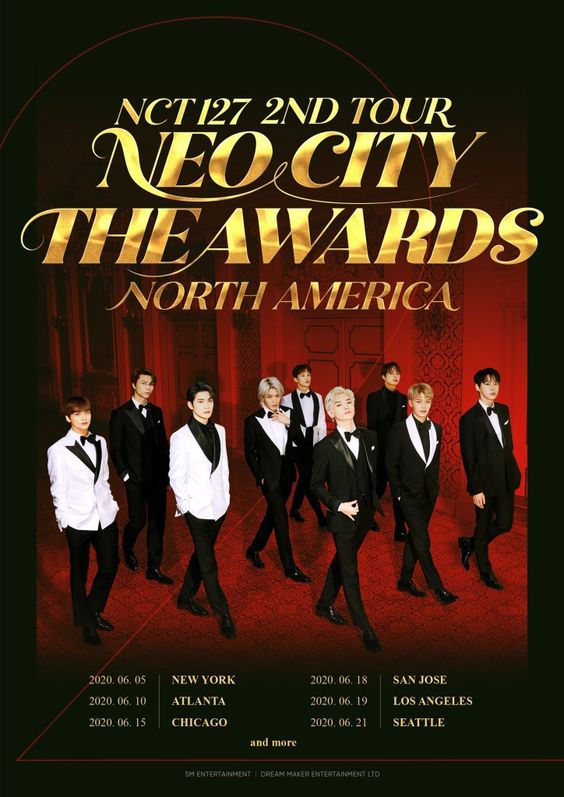 NCT 127 2ND TOUR
NEO CITY
THE AWARDS
NORTH AMERICA
2020. 06. 05 NEW YORK
2020. 06. 10 ATLANTA
2020. 06. 15 CHICAGO
2020. 06. 18 SAN JOSE
2020. 06. 19 LOS ANGELES
2020. 06. 21 SEATTLE
and more
SM ENTERTAINMENT | DREAM MAKER ENTERTAINMENT LTD